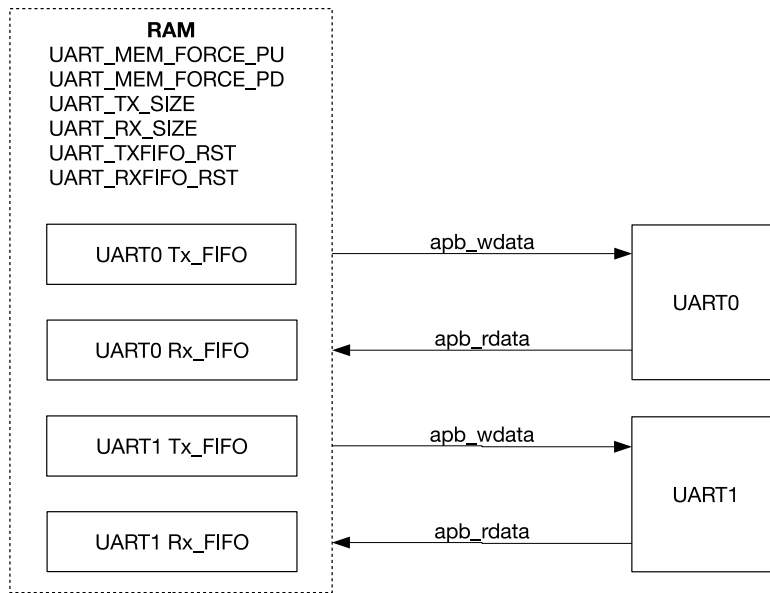 RAM
UART_MEM_FORCE_PU
UART_MEM_FORCE_PD
UART_TX_SIZE
UART_RX_SIZE
UART_TXFIFO_RST
UART_RXFIFO_RST
UART0 Tx_FIFO
apb_wdata
UART0
UART0 Rx_FIFO
apb_rdata
UART1 Tx_FIFO
apb_wdata
UART1
UART1 Rx_FIFO
apb_rdata